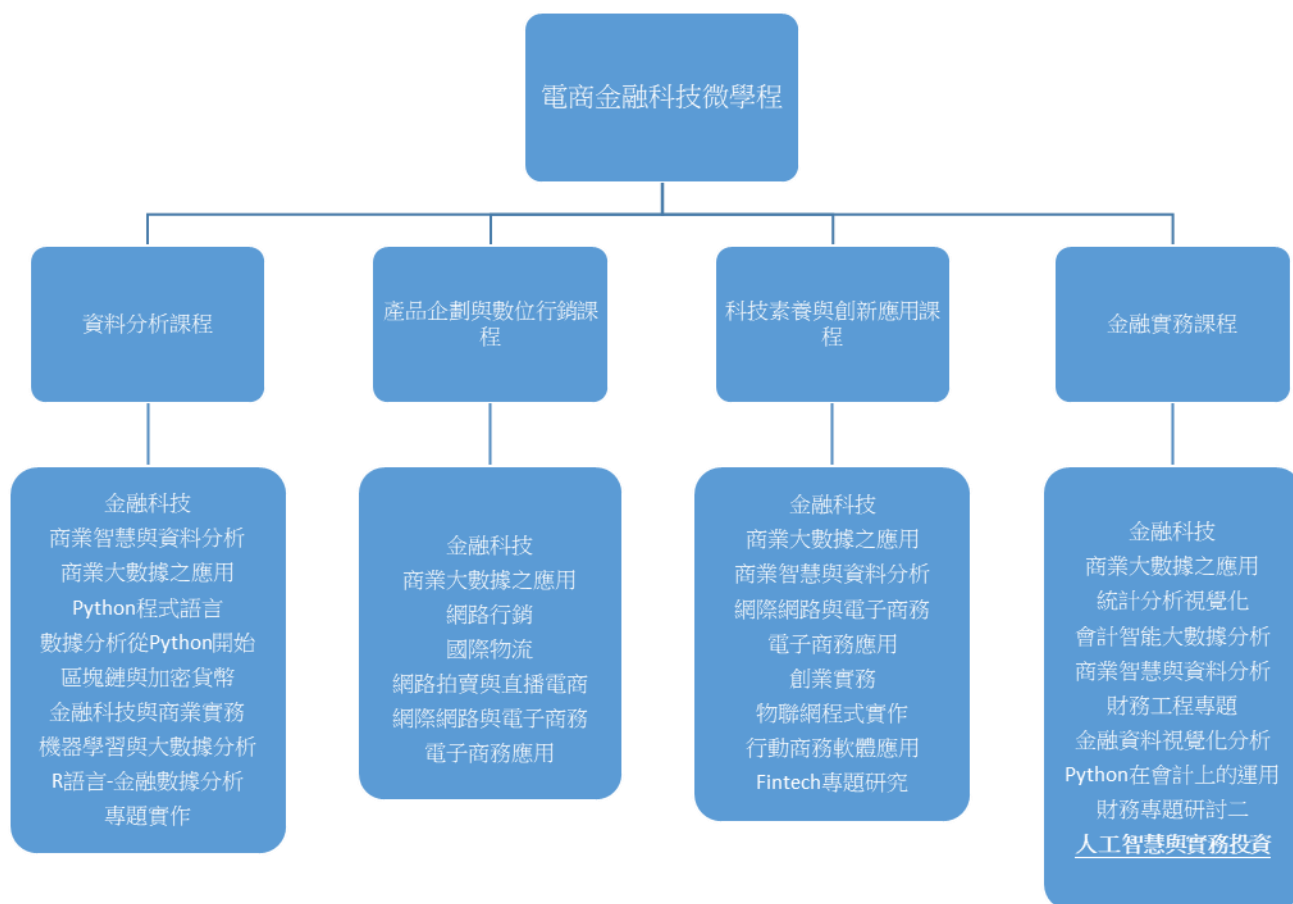 電商金融科技微學程
資料分析課程
產品企劃與數位行銷課
程
科技素養與創新應用課
程
金融實務課程
金融科技
商業智慧與資料分析
商業大數據之應用
Python程式語言
數據分析從Python開始
區塊鏈與加密貨幣
金融科技與商業實務
機器學習與大數據分析
R語言-金融數據分析
專題實作
金融科技
商業大數據之應用
網路行銷
國際物流
網路拍賣與直播電商
網際網路與電子商務
電子商務應用
金融科技
商業大數據之應用
商業智慧與資料分析
網際網路與電子商務
電子商務應用
創業實務
物聯網程式實作
行動商務軟體應用
Fintech專題研究
金融科技
商業大數據之應用
統計分析視覺化
會計智能大數據分析
商業智慧與資料分析
財務工程專題
金融資料視覺化分析
Python在會計上的運用
財務專題研討二
人工智慧與實務投資